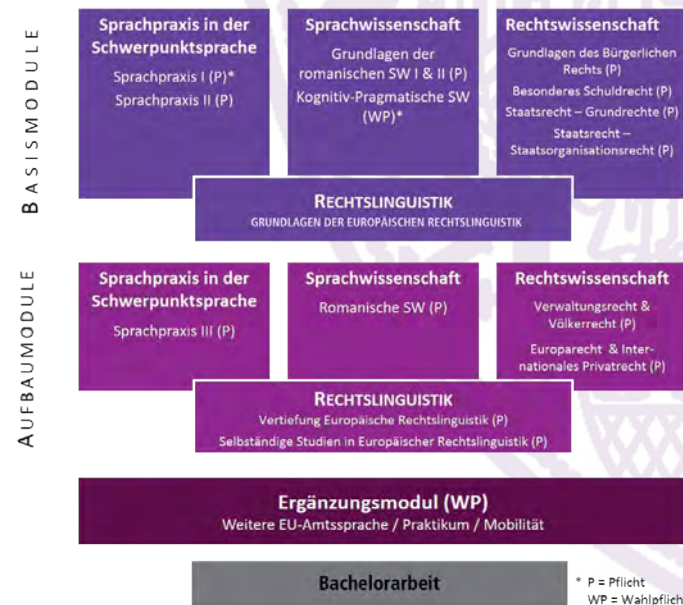 BASISMODULE
Sprachpraxis in der
Schwerpunktsprache
Sprachpraxis I (P)*
Sprachpraxis II (P)
Sprachwissenschaft
Grundlagen der
romanischen SW I & II (P)
Kognitiv-Pragmatische SW
(WP)*
Rechtswissenschaft
Grundlagen des Bürgerlichen
Rechts (P)
Besonderes Schuldrecht (P)
Staatsrecht – Grundrechte (P)
Staatsrecht –
Staatsorganisationsrecht (P)
RECHTSLINGUISTIK
GRUNDLAGEN DER EUROPÄISCHEN RECHTSLINGUISTIK
AUFBAUMODULE
Sprachpraxis in der
Schwerpunktsprache
Sprachpraxis III (P)
Sprachwissenschaft
Romanische SW (P)
Rechtswissenschaft
Verwaltungsrecht &
Völkerrecht (P)
Europarecht & Inter-
nationales Privatrecht (P)
RECHTSLINGUISTIK
Vertiefung Europäische Rechtslinguistik (P)
Selbständige Studien in Europäischer Rechtslinguistik (P)
Ergänzungsmodul (WP)
Weitere EU-Amtssprache / Praktikum / Mobilität
Bachelorarbeit
* P = Pflicht
WP = Wahlpflich